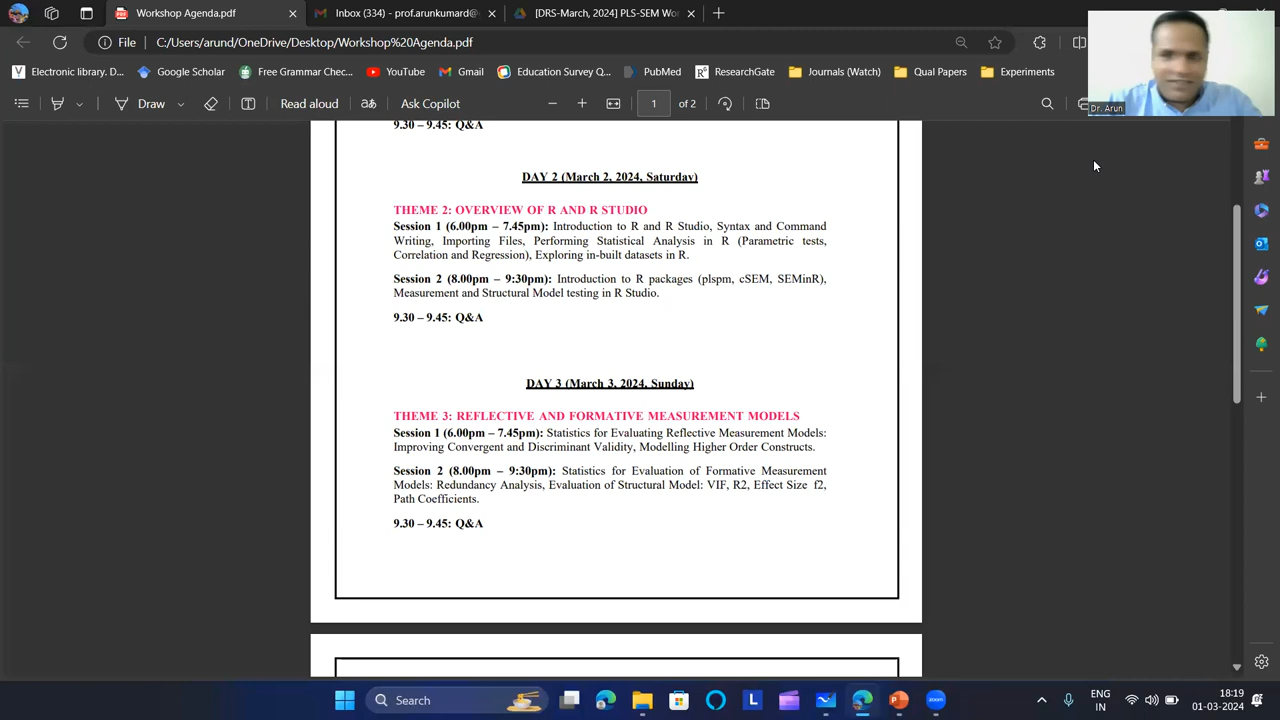 Workshop Agenda.pdf
Inbox (334) - prof.arunkumard@
[DRS-March, 2024] PLS-SEM Wo
File
C:/Users/arund/OneDrive/Desktop/Workshop%20Agenda.pdf
Electronic library. D...
Google Scholar
Free Grammar Chec...
YouTube
Gmail
Education Survey Q...
PubMed
ResearchGate
Journals (Watch)
Qual Papers
Experiments
Draw
Read aloud
Ask Copilot
1
of 2
Dr. Arun
9.30 – 9.45: Q&A
DAY 2 (March 2, 2024, Saturday)
THEME 2: OVERVIEW OF R AND R STUDIO
Session 1 (6.00pm – 7.45pm): Introduction to R and R Studio, Syntax and Command
Writing, Importing Files, Performing Statistical Analysis in R (Parametric tests,
Correlation and Regression), Exploring in-built datasets in R.
Session 2 (8.00pm – 9:30pm): Introduction to R packages (plspm, cSEM, SEMinR),
Measurement and Structural Model testing in R Studio.
9.30 – 9.45: Q&A
DAY 3 (March 3, 2024, Sunday)
THEME 3: REFLECTIVE AND FORMATIVE MEASUREMENT MODELS
Session 1 (6.00pm – 7.45pm): Statistics for Evaluating Reflective Measurement Models:
Improving Convergent and Discriminant Validity, Modelling Higher Order Constructs.
Session 2 (8.00pm – 9:30pm): Statistics for Evaluation of Formative Measurement
Models: Redundancy Analysis, Evaluation of Structural Model: VIF, R2, Effect Size f2,
Path Coefficients.
9.30 – 9.45: Q&A
Search
ENG
IN
18:19
01-03-2024